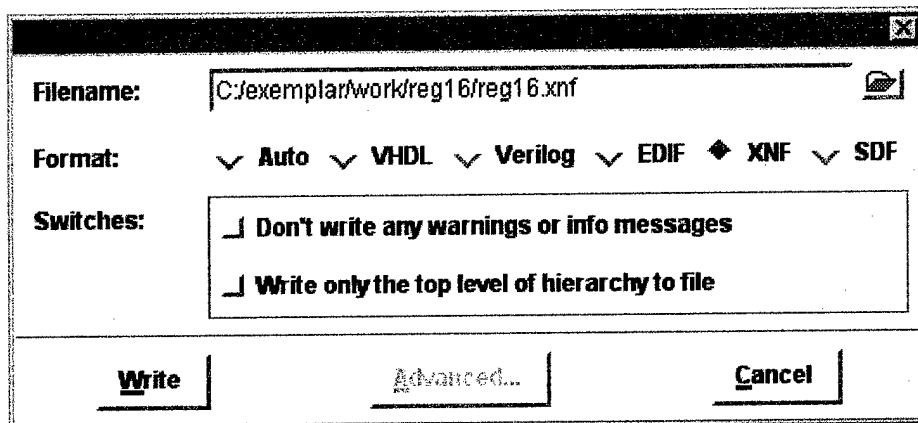 Filename: C:/exemplar/work/reg16/reg16.xnf
Format: Auto VHDL Verilog EDIF XNF SDF
Switches: Don't write any warnings or info messages
Write only the top level of hierarchy to file
Write Advanced... Cancel